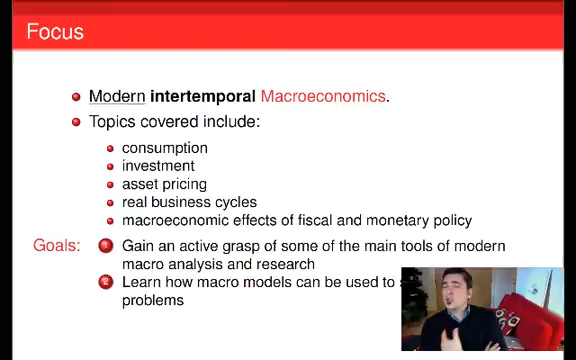 Focus
Modern intertemporal Macroeconomics.
Topics covered include:
consumption
investment
asset pricing
real business cycles
macroeconomic effects of fiscal and monetary policy
Goals: 1 Gain an active grasp of some of the main tools of modern
macro analysis and research
2 Learn how macro models can be used to
problems